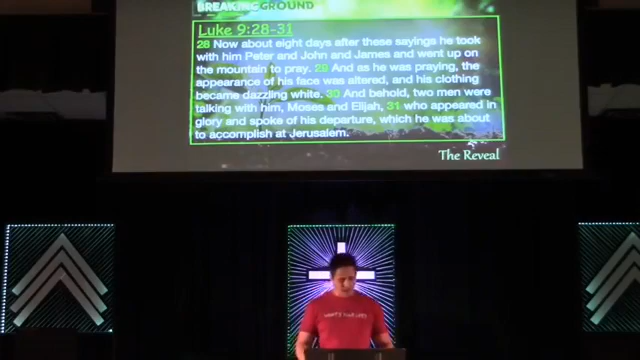 BREAKINGGROUND
Luke 9:28-31
28 Now about eight days after these sayings he took
with him Peter and John and James and went up on
the mountain to pray. 29 And as he was praying, the
appearance of his face was altered, and his clothing
became dazzling white. 30 And behold, two men were
talking with him, Moses and Elijah, 31 who appeared in
glory and spoke of his departure, which he was about
to accomplish at Jerusalem.
The Reveal